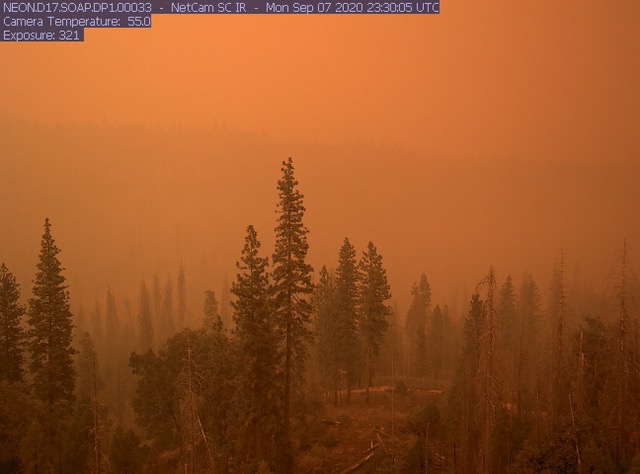 NEON.D17.SOAP.DP1.00033 - NetCam SC IR - Mon Sep 07 2020 23:30:05 UTC
Camera Temperature: 55.0
Exposure: 321